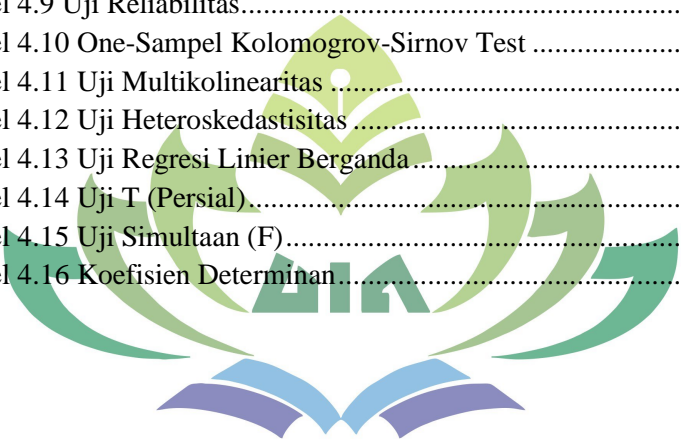 el 4.9 Uji Reliabilitas................................................................
el 4.10 One-Sampel Kolomogrov-Sirnov Test ......................
el 4.11 Uji Multikolinearitas ....................................................
el 4.12 Uji Heteroskedastisitas .................................................
el 4.13 Uji Regresi Linier Berganda........................................
el 4.14 Uji T (Persial)................................................................
el 4.15 Uji Simultaan (F)..........................................................
el 4.16 Koefisien Determinan...................................................